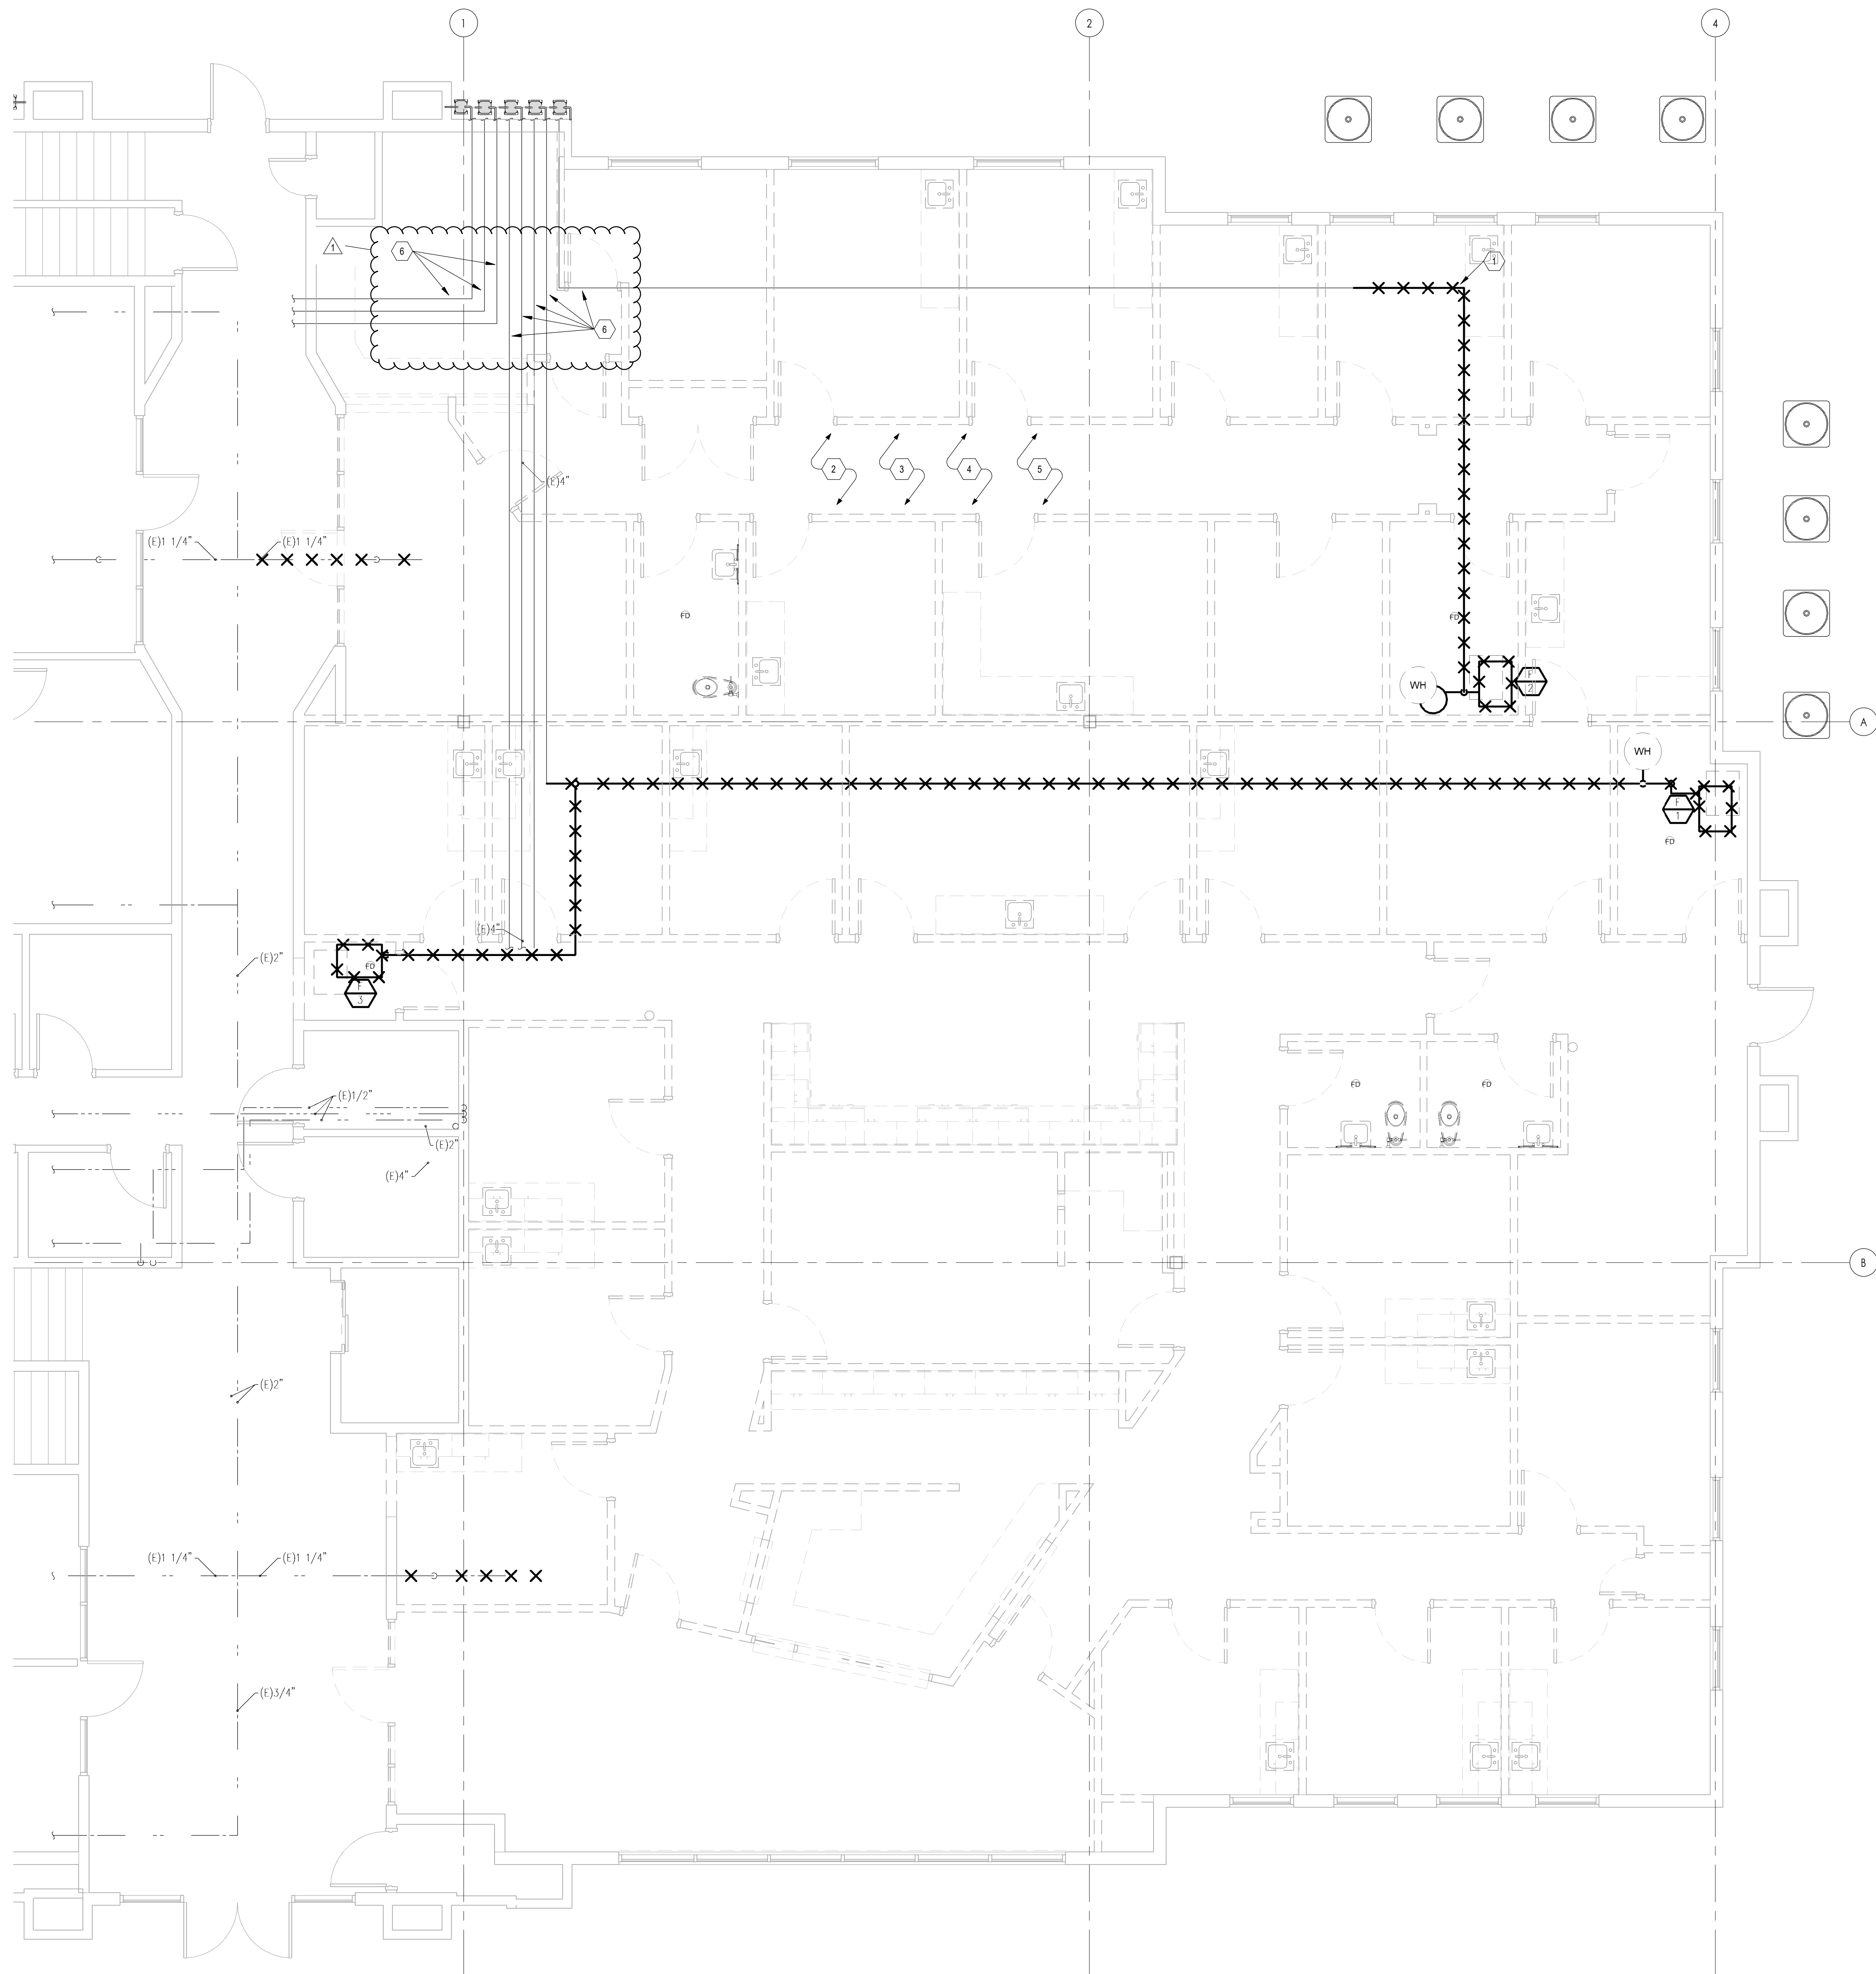 1
2
4
1
6
1
6
2
3
4
5
(E)4"
(E)1 1/4"
(E)1 1/4"
FD
FD
WH
F
2
A
WH
F
1
FD
(E)4"
(E)2"
FD
F
3
FD
FD
(E)1/2"
(E)2"
(E)4"
B
(E)2"
(E)1 1/4"
(E)1 1/4"
(E)3/4"